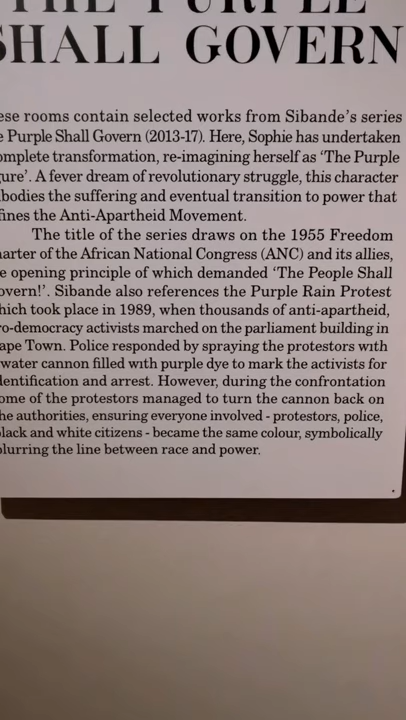 THE PURPLE
SHALL GOVERN
ese rooms contain selected works from Sibande's series
e Purple Shall Govern (2013-17). Here, Sophie has undertaken
omplete transformation, re-imagining herself as 'The Purple
gure'. A fever dream of revolutionary struggle, this character
bodies the suffering and eventual transition to power that
fines the Anti-Apartheid Movement.
The title of the series draws on the 1955 Freedom
harter of the African National Congress (ANC) and its allies,
e opening principle of which demanded 'The People Shall
overn!'. Sibande also references the Purple Rain Protest
hich took place in 1989, when thousands of anti-apartheid,
ro-democracy activists marched on the parliament building in
ape Town. Police responded by spraying the protestors with
water cannon filled with purple dye to mark the activists for
dentification and arrest. However, during the confrontation
ome of the protestors managed to turn the cannon back on
he authorities, ensuring everyone involved - protestors, police,
lack and white citizens - became the same colour, symbolically
blurring the line between race and power.